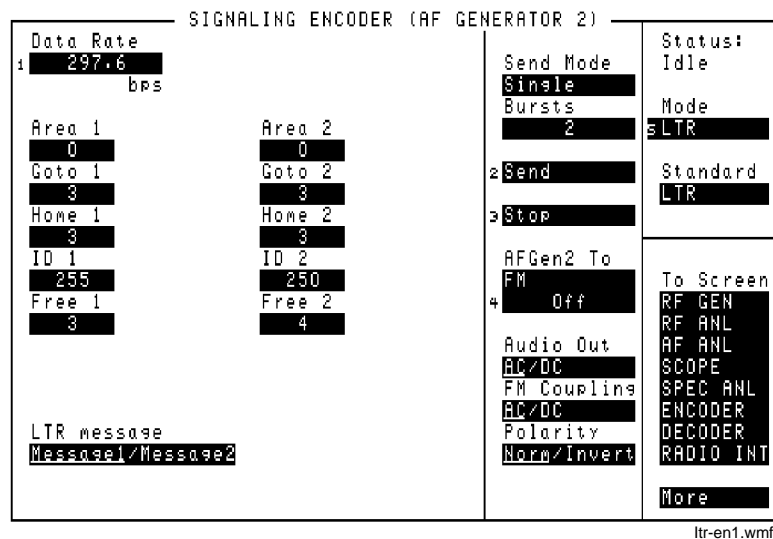 SIGNALING ENCODER (AF GENERATOR 2)
Data Rate
1 297.6
bps
Area 1
0
Goto 1
3
Home 1
3
ID 1
255
Free 1
3
Area 2
0
Goto 2
3
Home 2
3
ID 2
250
Free 2
4
LTR message
Message1/Message2
Send Mode
Single
Bursts
2
2 Send
3 Stop
AFGen2 To
FM
4 Off
Audio Out
AC/DC
FM Coupling
AC/DC
Polarity
Norm/Invert
Status:
Idle
Mode
s LTR
Standard
LTR
To Screen
RF GEN
RF ANL
AF ANL
SCOPE
SPEC ANL
ENCODER
DECODER
RADIO INT
More
ltr-en1.wmf